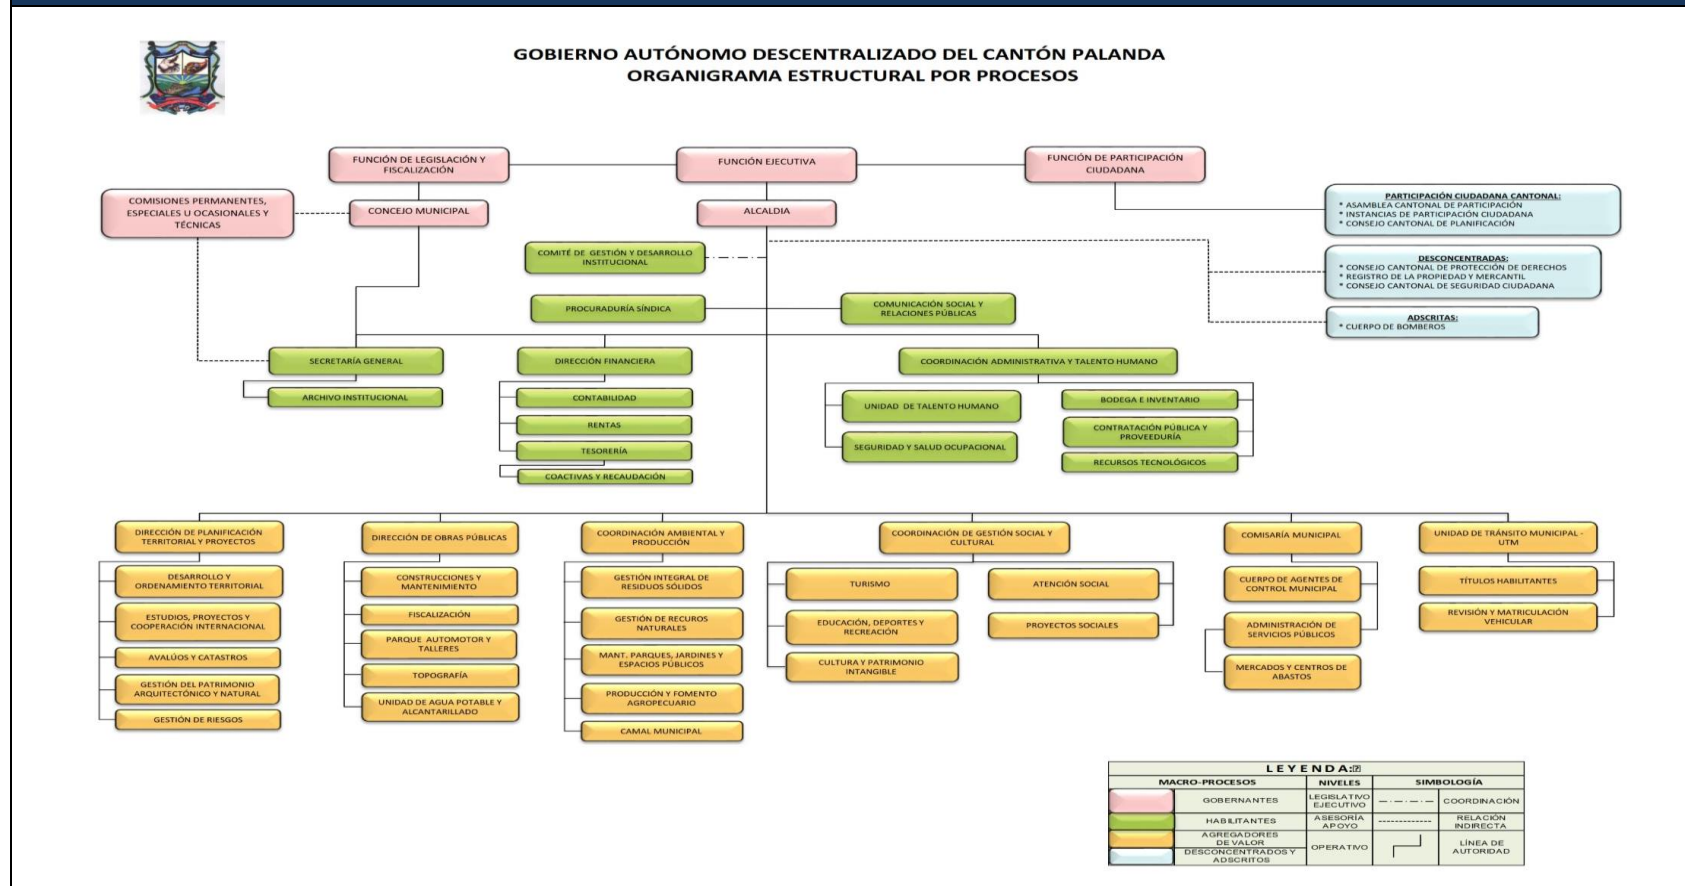 GOBIERNO AUTÓNOMO DESCENTRALIZADO DEL CANTÓN PALANDA
ORGANIGRAMA ESTRUCTURAL POR PROCESOS
FUNCIÓN DE LEGISLACIÓN Y
FISCALIZACIÓN
FUNCIÓN EJECUTIVA
FUNCIÓN DE PARTICIPACIÓN
CIUDADANA
COMISIONES PERMANENTES,
ESPECIALES U OCASIONALES Y
TÉCNICAS
CONCEJO MUNICIPAL
ALCALDIA
PARTICIPACIÓN CIUDADANA CANTONAL:
* ASAMBLEA CANTONAL DE PARTICIPACIÓN
* INSTANCIAS DE PARTICIPACIÓN CIUDADANA
* CONSEJO CANTONAL DE PLANIFICACIÓN
COMITÉ DE GESTIÓN Y DESARROLLO
INSTITUCIONAL
DESCONCENTRADAS:
* CONSEJO CANTONAL DE PROTECCIÓN DE DERECHOS
* REGISTRO DE LA PROPIEDAD Y MERCANTIL
* CONSEJO CANTONAL DE SEGURIDAD CIUDADANA
PROCURADURÍA SÍNDICA
COMUNICACIÓN SOCIAL Y
RELACIONES PÚBLICAS
ADSCRITAS:
* CUERPO DE BOMBEROS
SECRETARÍA GENERAL
ARCHIVO INSTITUCIONAL
DIRECCIÓN FINANCIERA
CONTABILIDAD
RENTAS
TESORERÍA
COACTIVAS Y RECAUDACIÓN
COORDINACIÓN ADMINISTRATIVA Y TALENTO HUMANO
UNIDAD DE TALENTO HUMANO
SEGURIDAD Y SALUD OCUPACIONAL
BODEGA E INVENTARIO
CONTRATACIÓN PÚBLICA Y
PROVEEDURÍA
RECURSOS TECNOLÓGICOS
DIRECCIÓN DE PLANIFICACIÓN
TERRITORIAL Y PROYECTOS
DESARROLLO Y
ORDENAMIENTO TERRITORIAL
ESTUDIOS, PROYECTOS Y
COOPERACIÓN INTERNACIONAL
AVALÚOS Y CATASTROS
GESTIÓN DEL PATRIMONIO
ARQUITECTÓNICO Y NATURAL
GESTIÓN DE RIESGOS
DIRECCIÓN DE OBRAS PÚBLICAS
CONSTRUCCIONES Y
MANTENIMIENTO
FISCALIZACIÓN
PARQUE AUTOMOTOR Y
TALLERES
TOPOGRAFÍA
UNIDAD DE AGUA POTABLE Y
ALCANTARILLADO
COORDINACIÓN AMBIENTAL Y
PRODUCCIÓN
GESTIÓN INTEGRAL DE
RESIDUOS SÓLIDOS
GESTIÓN DE RECUROS
NATURALES
MANT. PARQUES, JARDINES Y
ESPACIOS PÚBLICOS
PRODUCCIÓN Y FOMENTO
AGROPECUARIO
CAMAL MUNICIPAL
COORDINACIÓN DE GESTIÓN SOCIAL Y
CULTURAL
TURISMO
EDUCACIÓN, DEPORTES Y
RECREACIÓN
CULTURA Y PATRIMONIO
INTANGIBLE
ATENCIÓN SOCIAL
PROYECTOS SOCIALES
COMISARÍA MUNICIPAL
CUERPO DE AGENTES DE
CONTROL MUNICIPAL
ADMINISTRACIÓN DE
SERVICIOS PÚBLICOS
MERCADOS Y CENTROS DE
ABASTOS
UNIDAD DE TRÁNSITO MUNICIPAL -
UTM
TÍTULOS HABILITANTES
REVISIÓN Y MATRICULACIÓN
VEHICULAR
LEYENDA:
MACRO-PROCESOS NIVELES SIMBOLOGÍA
GOBERNANTES
LEGISLATIVO
EJECUTIVO
COORDINACIÓN
HABILITANTES
ASESORÍA
APOYO
RELACIÓN
INDIRECTA
AGREGADORES
DE VALOR
DESCONCENTRADOS Y
ADSCRITOS
OPERATIVO
LÍNEA DE
AUTORIDAD